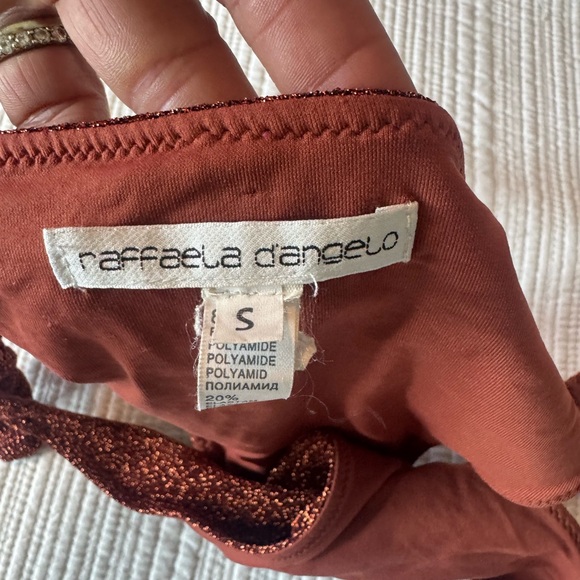 raffaela d'angelo
S
POLYAMIDE
POLYAMIDE
POLYAMID
ПОЛИАМИД
20%